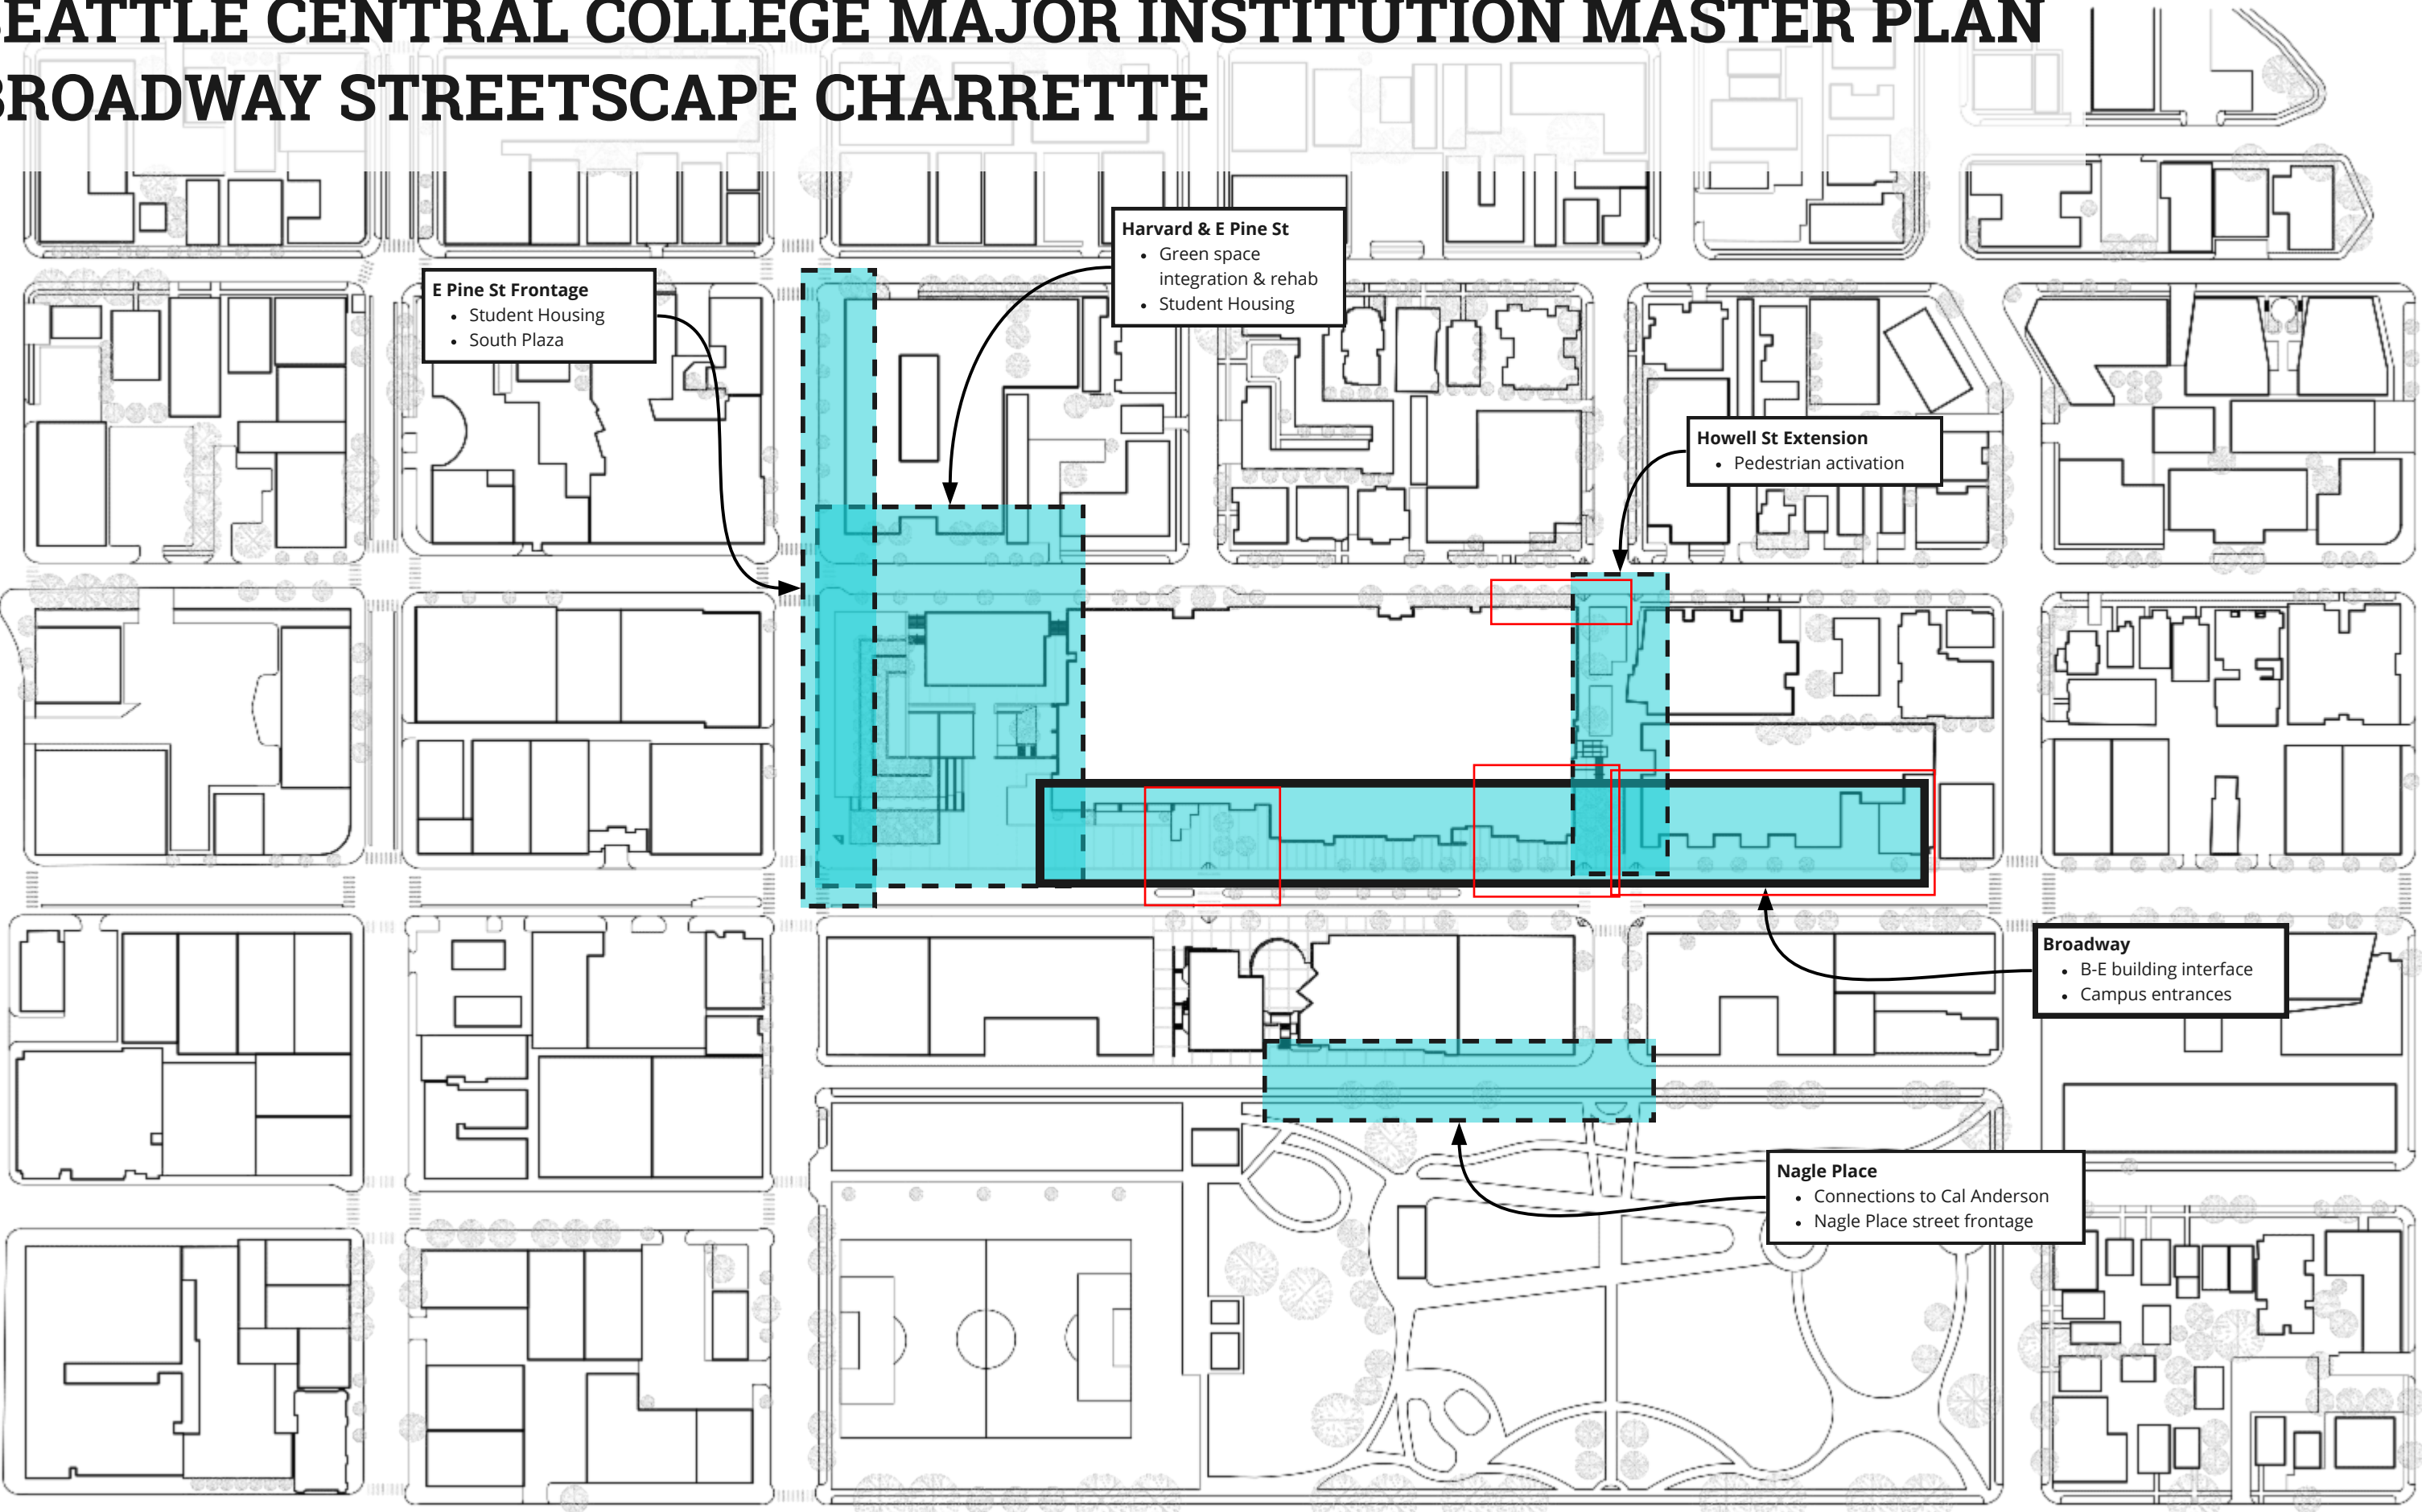 SEATTLE CENTRAL COLLEGE MAJOR INSTITUTION MASTER PLAN
BROADWAY STREETSCAPE CHARRETTE
Harvard & E Pine St
• Green space
integration & rehab
• Student Housing
E Pine St Frontage
• Student Housing
• South Plaza
Howell St Extension
• Pedestrian activation
Broadway
• B-E building interface
• Campus entrances
Nagle Place
• Connections to Cal Anderson
• Nagle Place street frontage